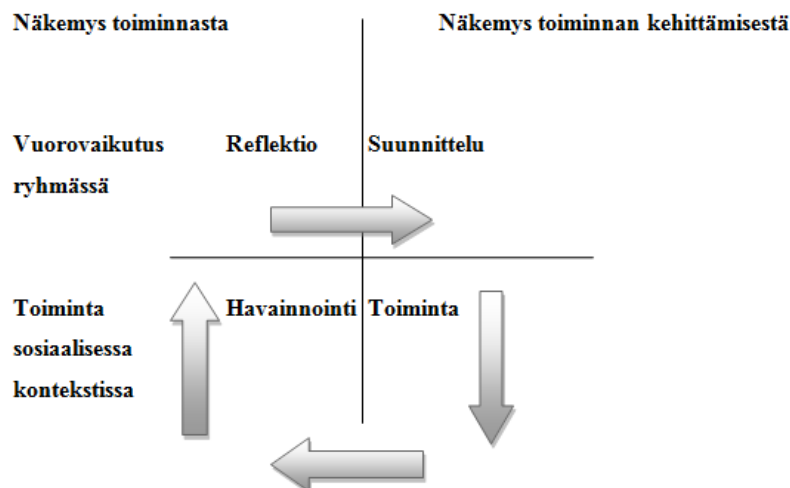 Näkemys toiminnasta
Näkemys toiminnan kehittämisestä
Vuorovaikutus
ryhmässä
Reflektio
Suunnittelu
Toiminta
sosiaalisessa
kontekstissa
Havainnointi
Toiminta